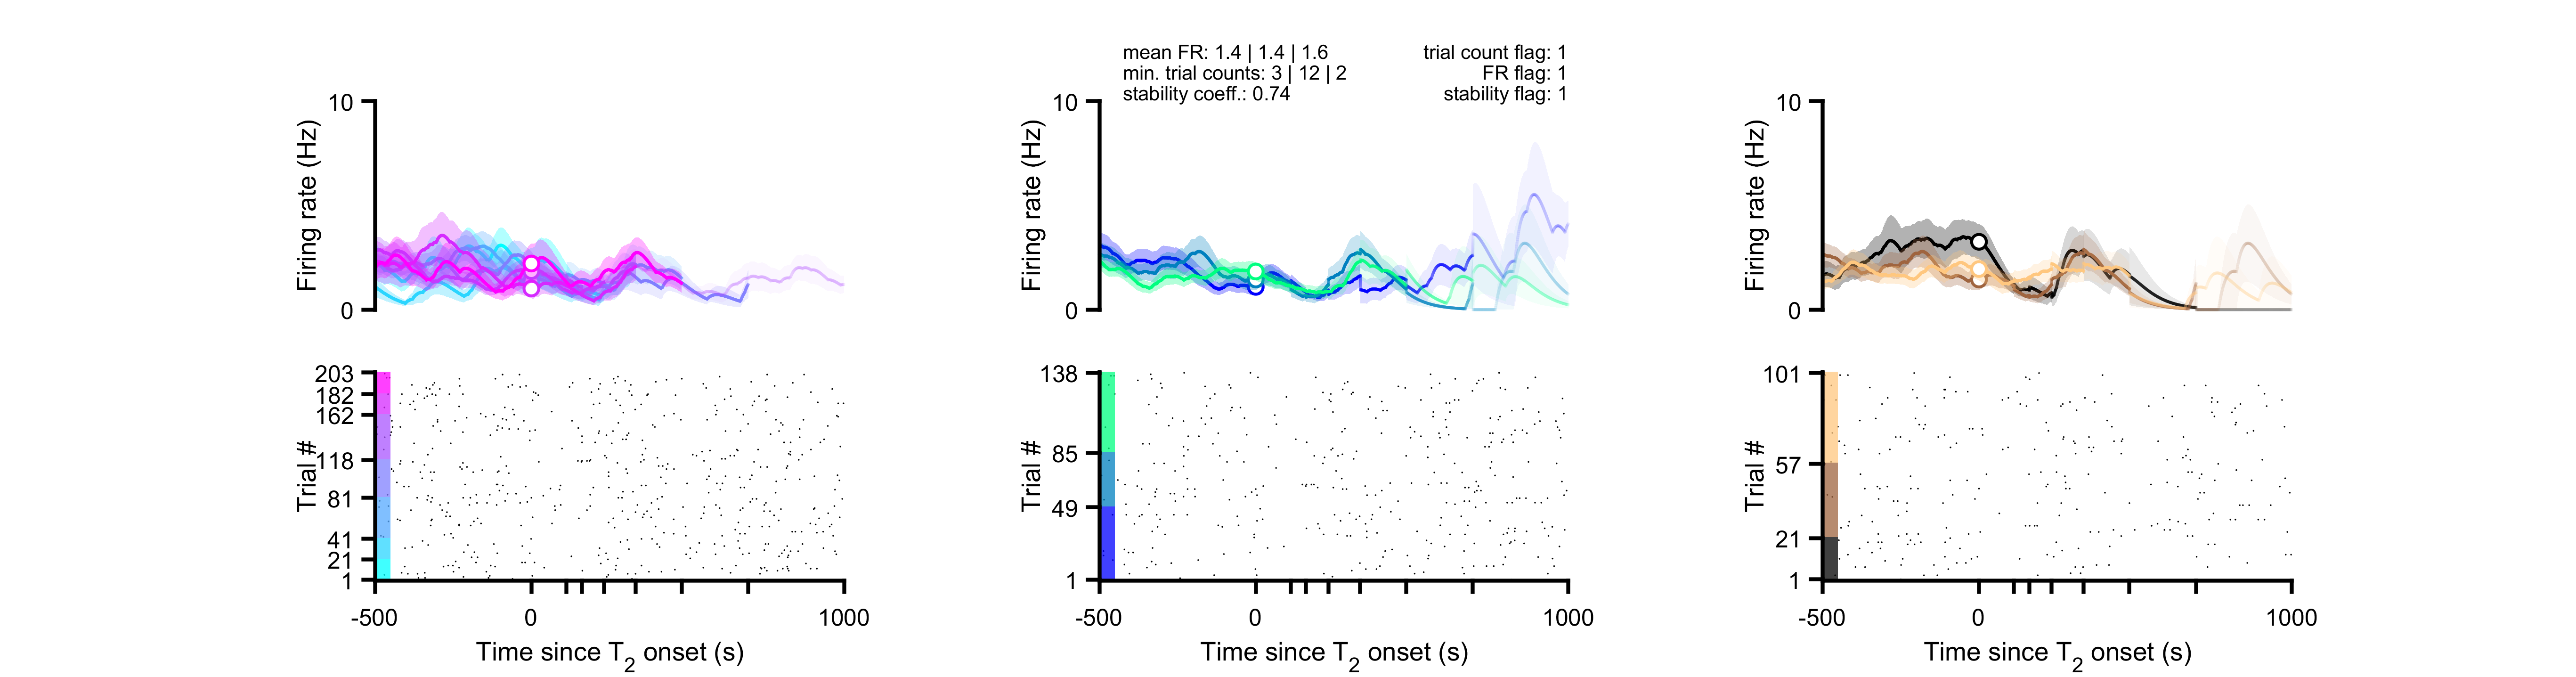 mean FR: 1.4 | 1.4 | 1.6
min. trial counts: 3 | 12 | 2
stability coeff.: 0.74
trial count flag: 1
FR flag: 1
stability flag: 1
10
0
Firing rate (Hz)
203
182
162
118
81
41
21
1
Trial #
-500
0
1000
Time since T2 onset (s)
10
0
Firing rate (Hz)
138
85
49
1
Trial #
-500
0
1000
Time since T2 onset (s)
10
0
Firing rate (Hz)
101
57
21
1
Trial #
-500
0
1000
Time since T2 onset (s)